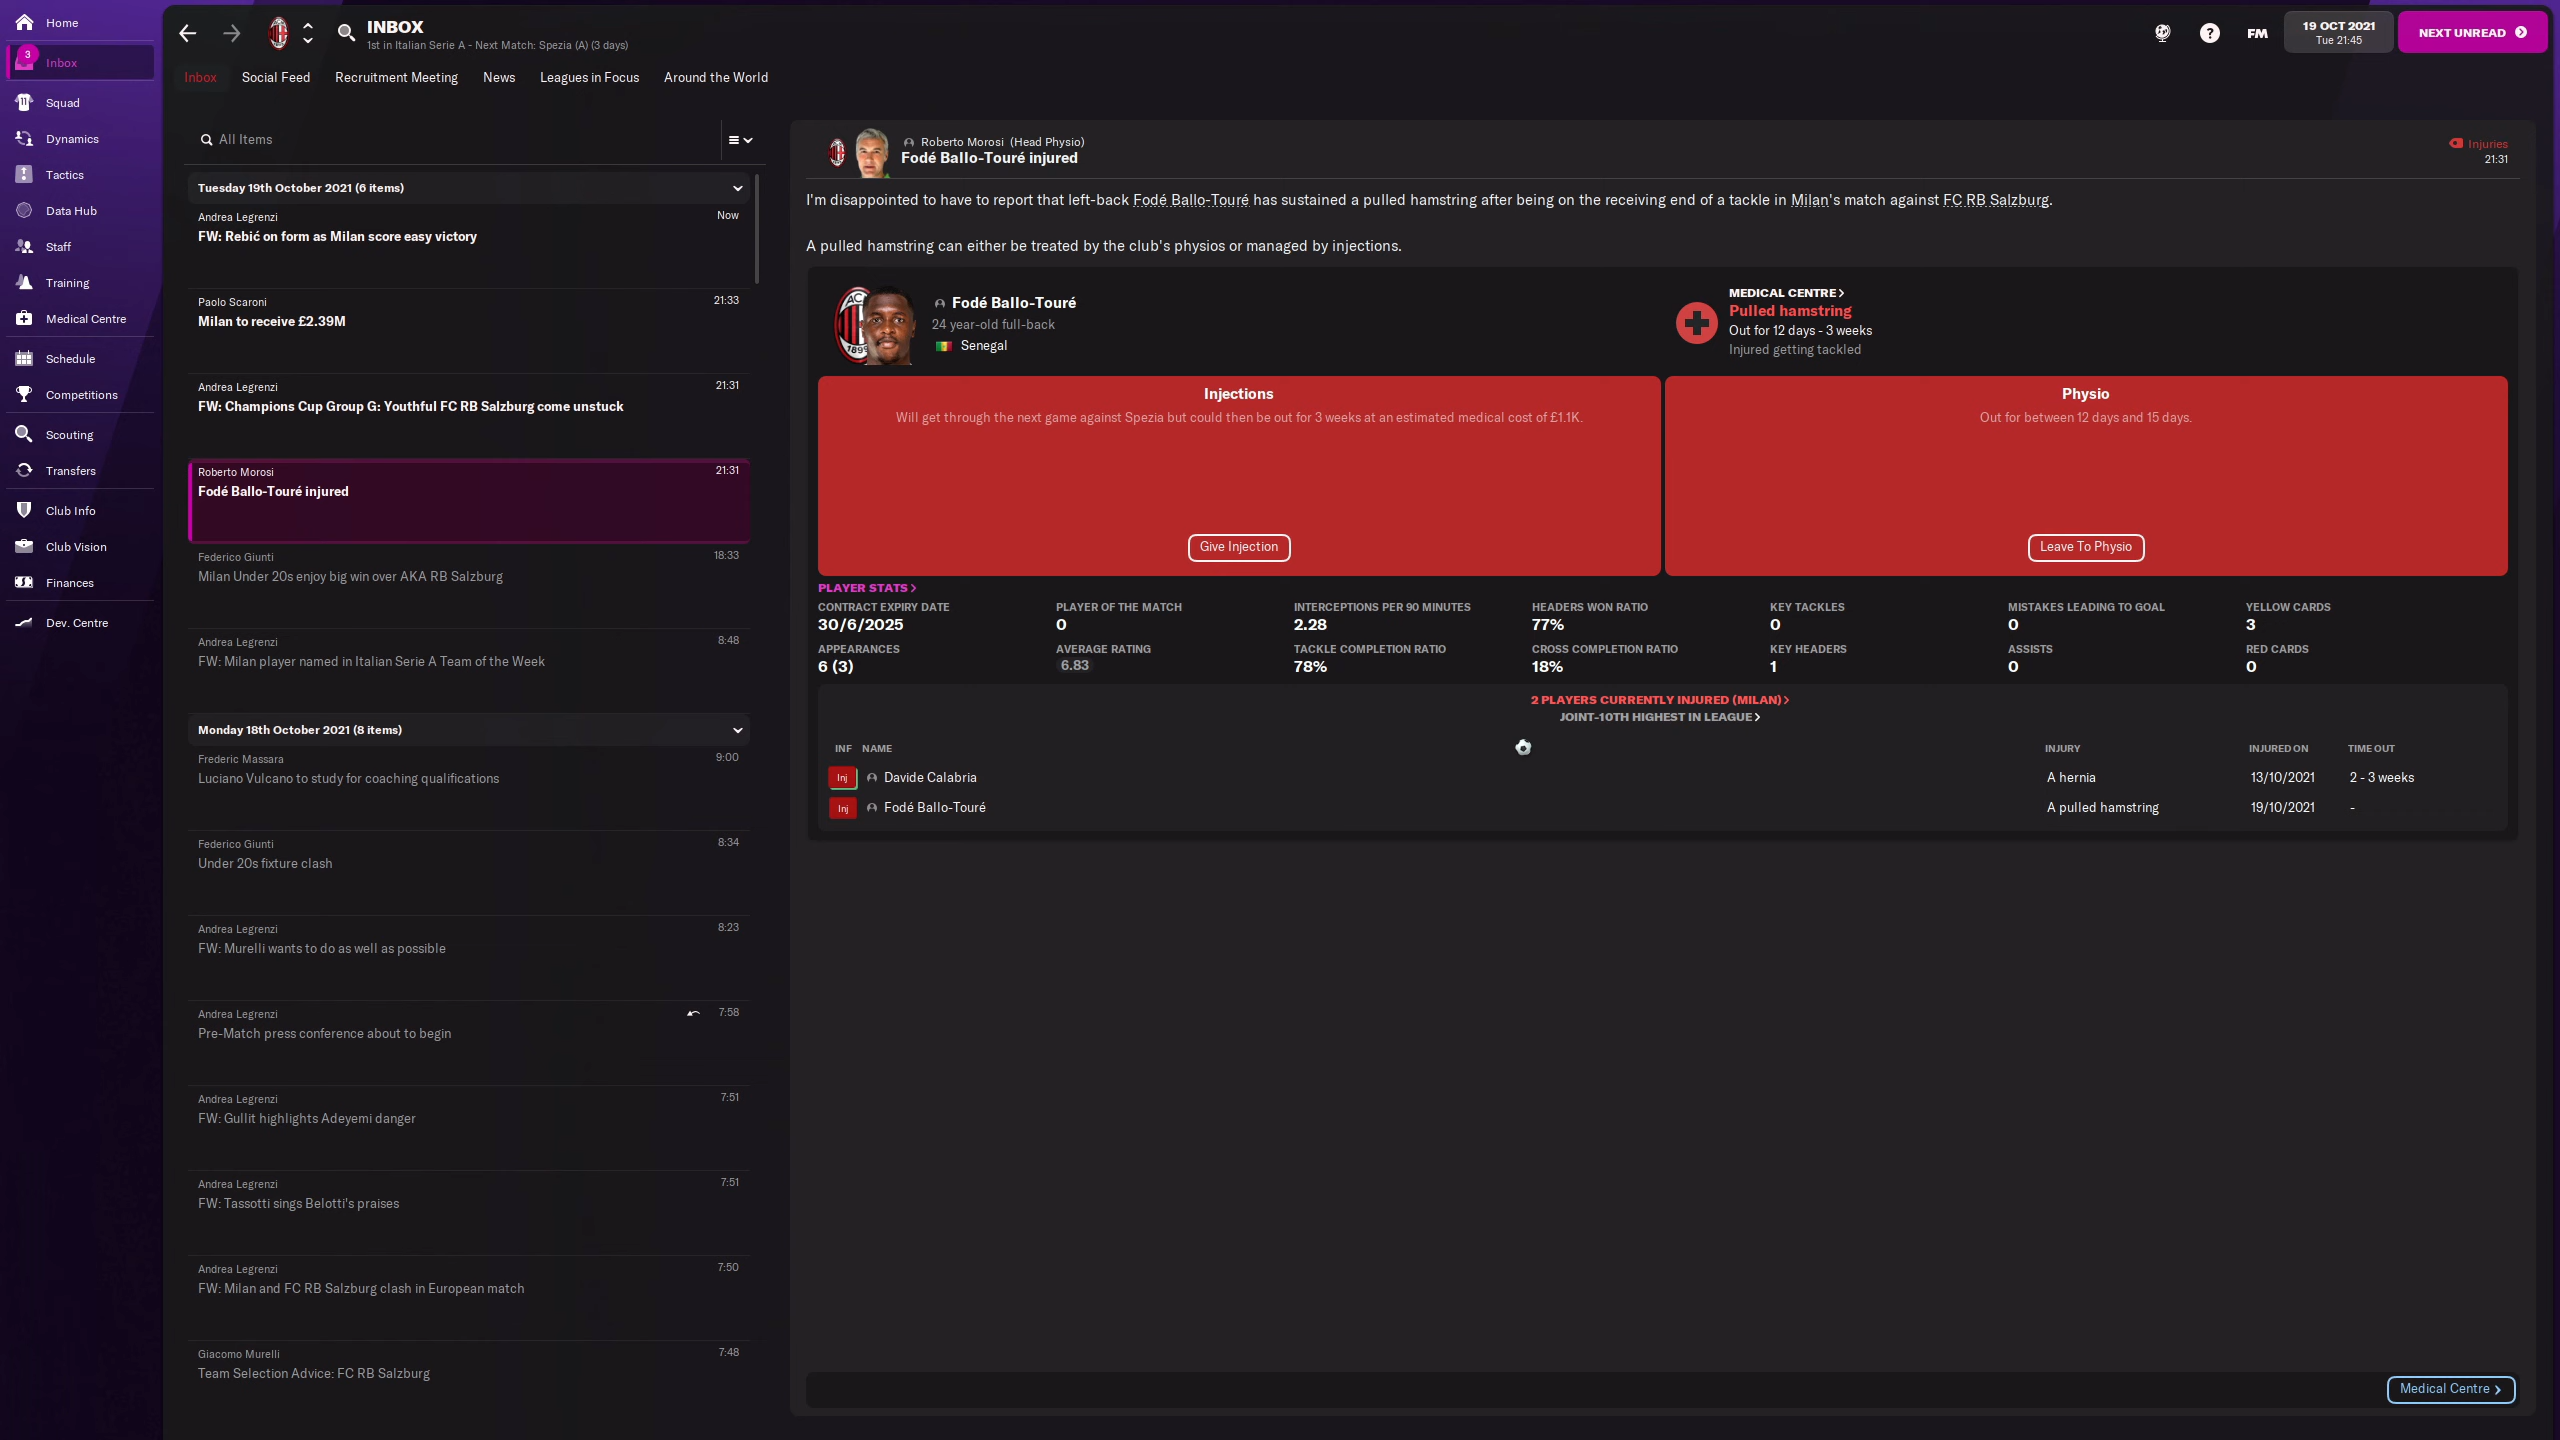 Home
3
Inbox
Squad
Dynamics
Tactics
Data Hub
Staff
Training
Medical Centre
Schedule
Competitions
Scouting
Transfers
Club Info
Club Vision
Finances
Dev. Centre
INBOX
1st in Italian Serie A - Next Match: Spezia (A) (3 days)
?
FM
19 OCT 2021
Tue 21:45
NEXT UNREAD
Inbox
Social Feed
Recruitment Meeting
News
Leagues in Focus
Around the World
All Items
Tuesday 19th October 2021 (6 items)
Andrea Legrenzi
Now
FW: Rebić on form as Milan score easy victory
Paolo Scaroni
21:33
Milan to receive £2.39M
Andrea Legrenzi
21:31
FW: Champions Cup Group G: Youthful FC RB Salzburg come unstuck
Roberto Morosi
21:31
Fodé Ballo-Touré injured
Federico Giunti
18:33
Milan Under 20s enjoy big win over AKA RB Salzburg
Andrea Legrenzi
8:48
FW: Milan player named in Italian Serie A Team of the Week
Monday 18th October 2021 (8 items)
Frederic Massara
9:00
Luciano Vulcano to study for coaching qualifications
Federico Giunti
8:34
Under 20s fixture clash
Andrea Legrenzi
8:23
FW: Murelli wants to do as well as possible
Andrea Legrenzi
7:58
Pre-Match press conference about to begin
Andrea Legrenzi
7:51
FW: Gullit highlights Adeyemi danger
Andrea Legrenzi
7:51
FW: Tassotti sings Belotti's praises
Andrea Legrenzi
7:50
FW: Milan and FC RB Salzburg clash in European match
Giacomo Murelli
7:48
Team Selection Advice: FC RB Salzburg
Roberto Morosi (Head Physio)
Fodé Ballo-Touré injured
Injuries
21:31
I'm disappointed to have to report that left-back Fodé Ballo-Touré has sustained a pulled hamstring after being on the receiving end of a tackle in Milan's match against FC RB Salzburg.
A pulled hamstring can either be treated by the club's physios or managed by injections.
AC
1899
Fodé Ballo-Touré
24 year-old full-back
Senegal
MEDICAL CENTRE
Pulled hamstring
Out for 12 days - 3 weeks
Injured getting tackled
Injections
Will get through the next game against Spezia but could then be out for 3 weeks at an estimated medical cost of £1.1K.
Give Injection
Physio
Out for between 12 days and 15 days.
Leave To Physio
PLAYER STATS
CONTRACT EXPIRY DATE
30/6/2025
PLAYER OF THE MATCH
0
INTERCEPTIONS PER 90 MINUTES
2.28
HEADERS WON RATIO
77%
KEY TACKLES
0
MISTAKES LEADING TO GOAL
0
YELLOW CARDS
3
APPEARANCES
6 (3)
AVERAGE RATING
6.83
TACKLE COMPLETION RATIO
78%
CROSS COMPLETION RATIO
18%
KEY HEADERS
1
ASSISTS
0
RED CARDS
0
2 PLAYERS CURRENTLY INJURED (MILAN)
JOINT-10TH HIGHEST IN LEAGUE
INF NAME INJURY INJURED ON TIME OUT
Inj Davide Calabria A hernia 13/10/2021 2 - 3 weeks
Inj Fodé Ballo-Touré A pulled hamstring 19/10/2021 -
Medical Centre